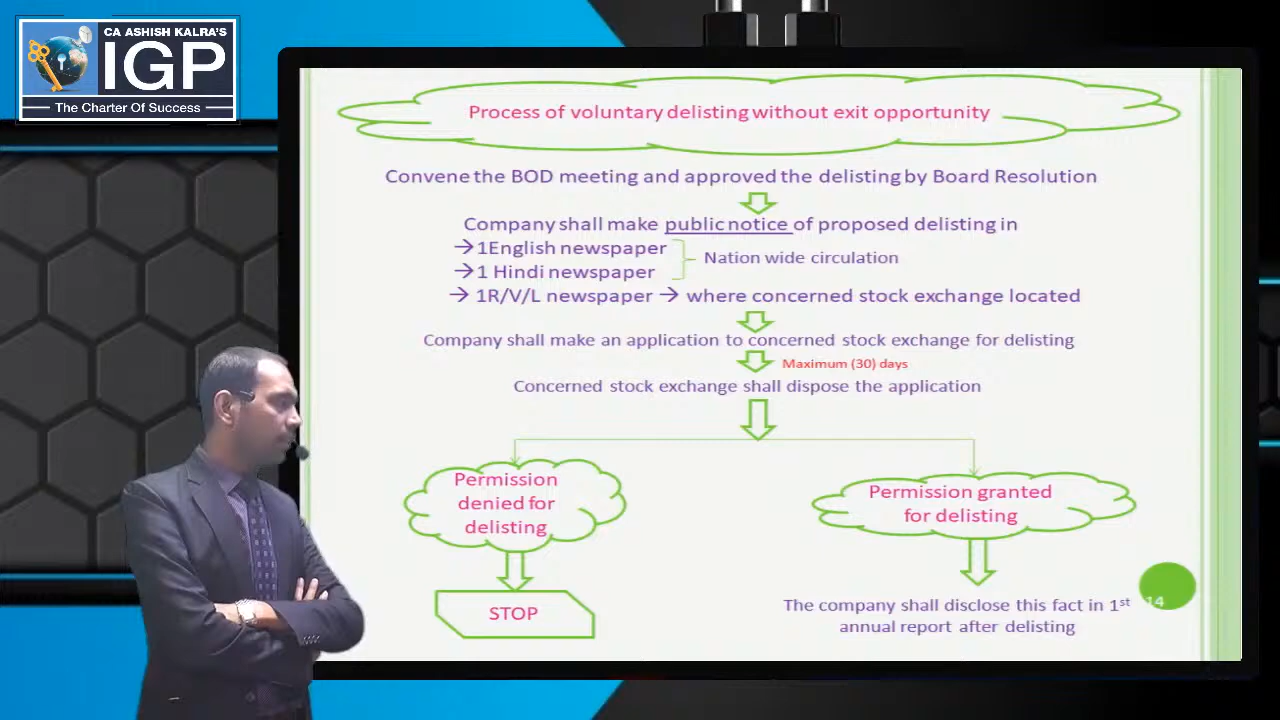 CA ASHISH KALRA'S
IGP
The Charter Of Success
Process of voluntary delisting without exit opportunity
Convene the BOD meeting and approved the delisting by Board Resolution
Company shall make public notice of proposed delisting in
→1English newspaper
→1 Hindi newspaper
Nation wide circulation
→ 1R/V/L newspaper → where concerned stock exchange located
Company shall make an application to concerned stock exchange for delisting
Maximum (30) days
Concerned stock exchange shall dispose the application
Permission
denied for
delisting
Permission granted
for delisting
STOP
The company shall disclose this fact in 1st
annual report after delisting
14